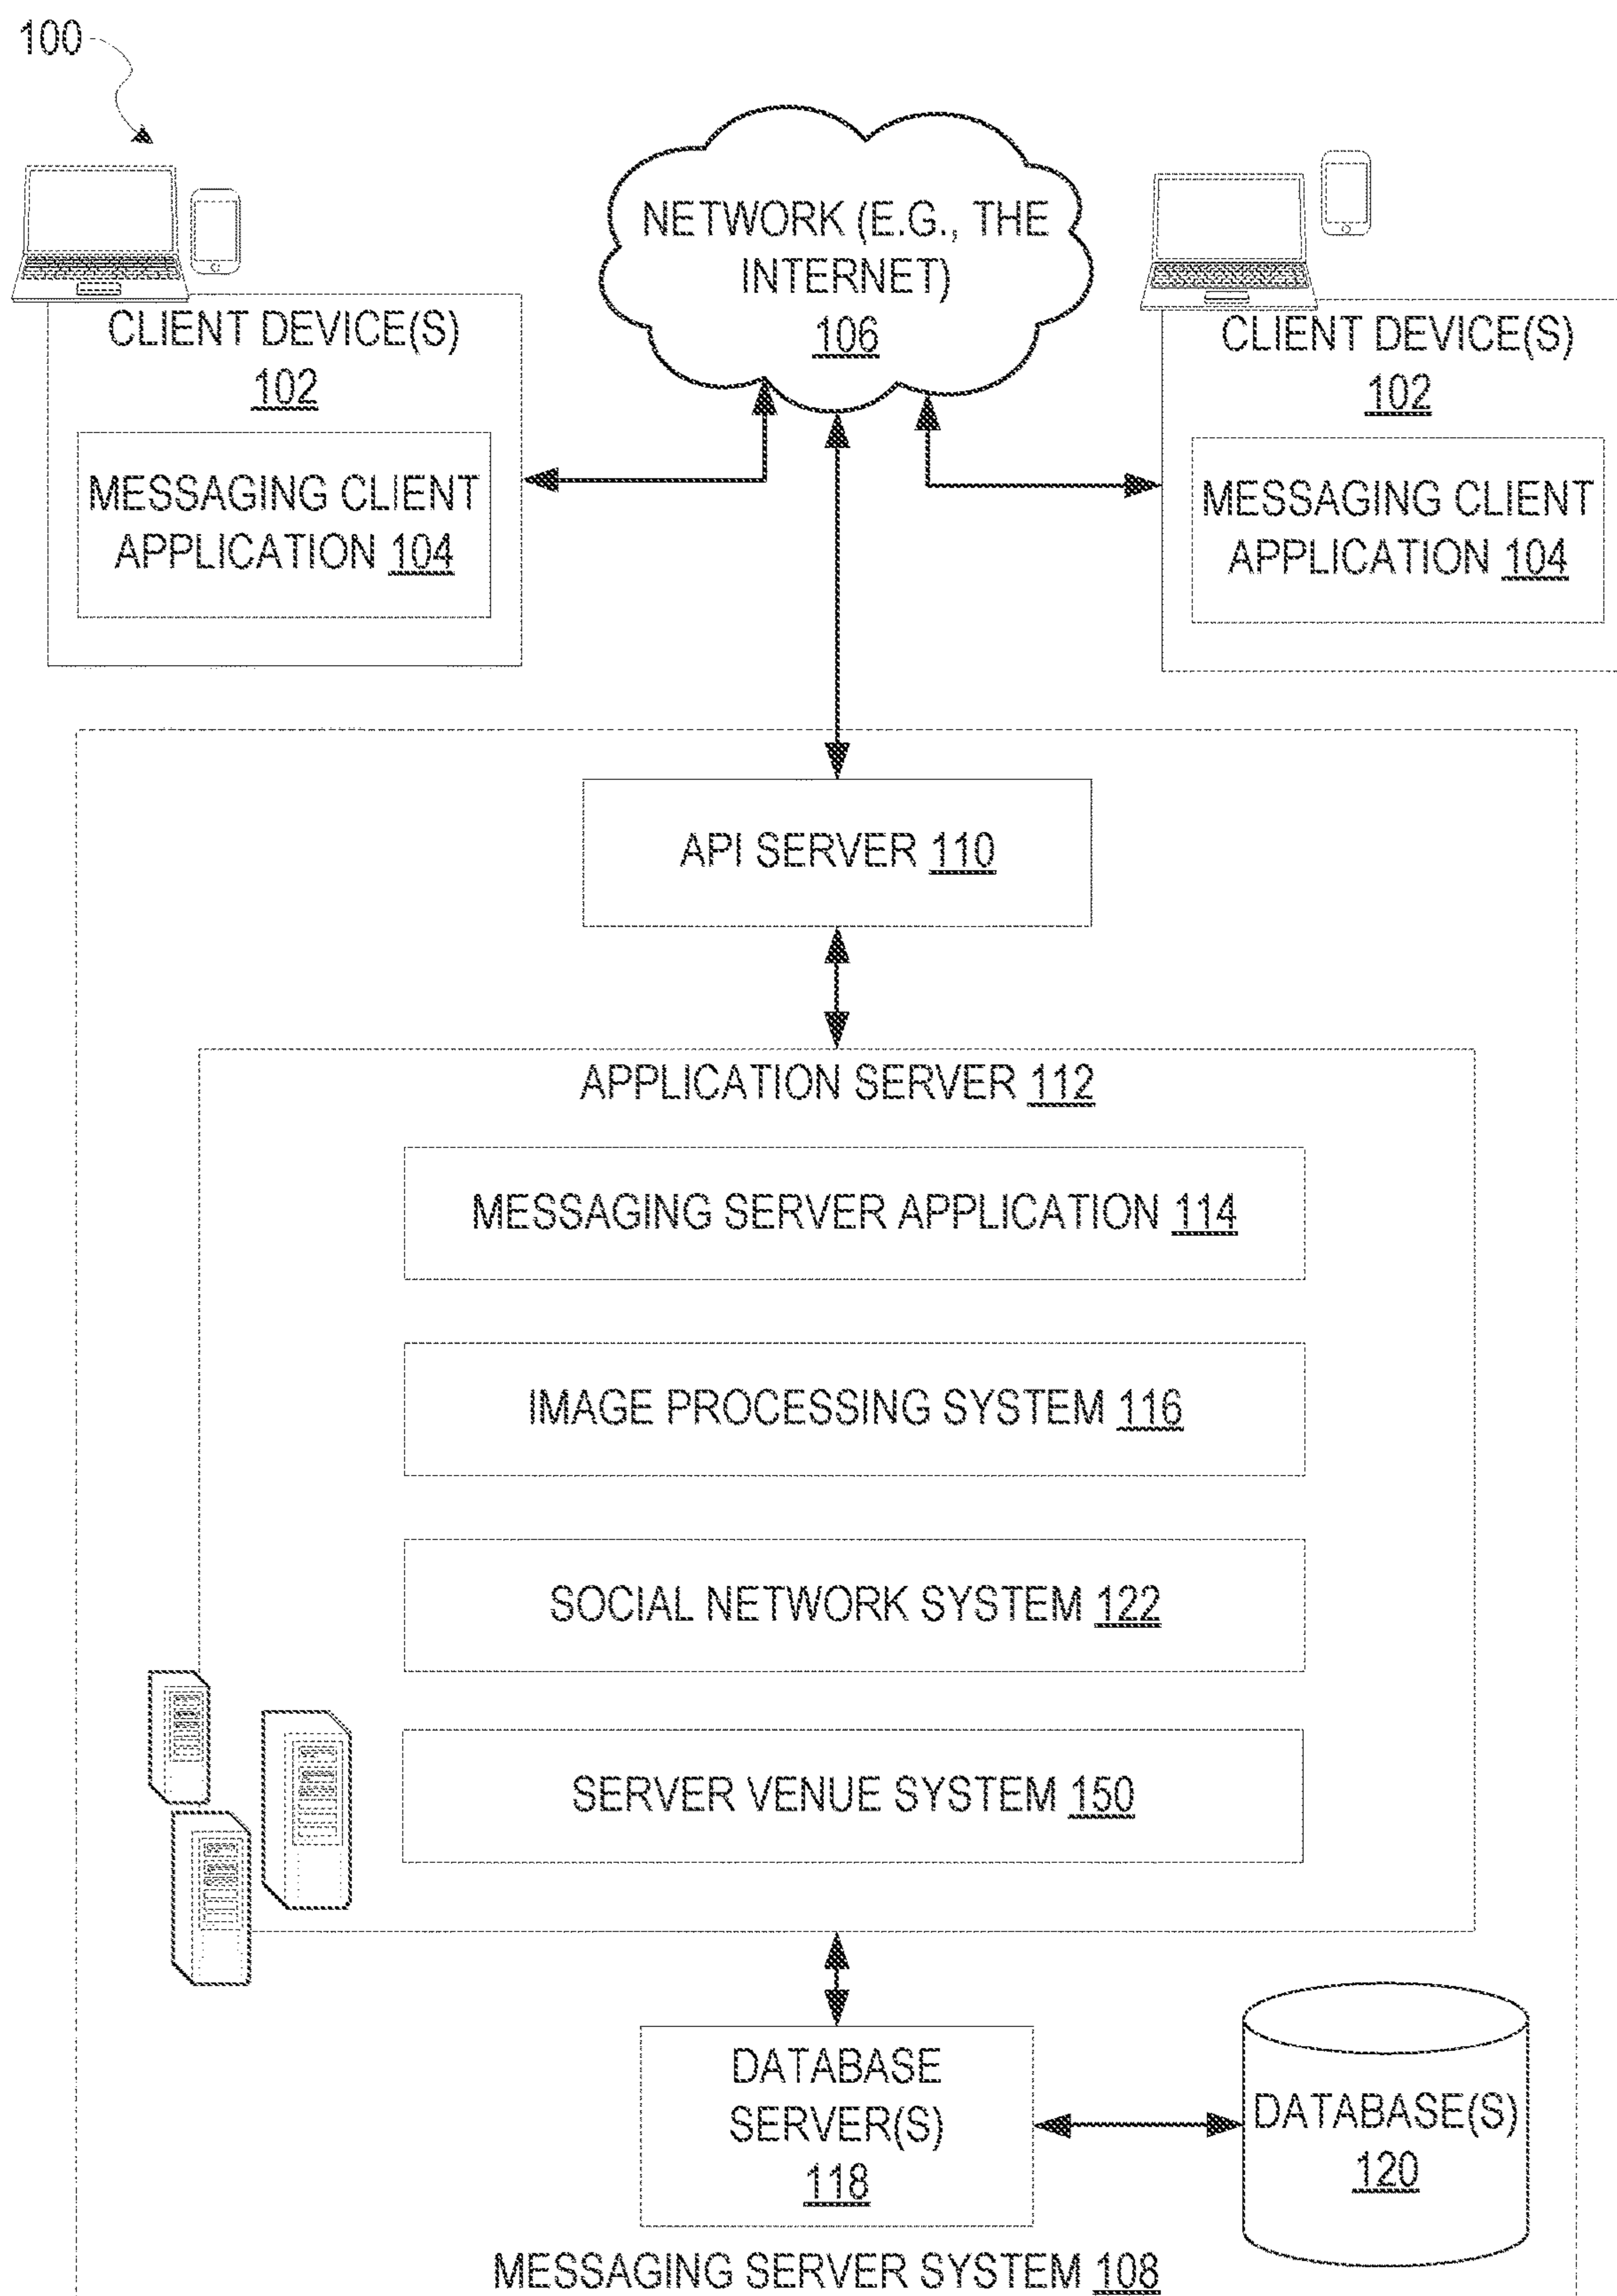 100
NETWORK (E.G., THE
INTERNET)
106
CLIENT DEVICE(S)
102
MESSAGING CLIENT
APPLICATION 104
CLIENT DEVICE(S)
102
MESSAGING CLIENT
APPLICATION 104
API SERVER 110
APPLICATION SERVER 112
MESSAGING SERVER APPLICATION 114
IMAGE PROCESSING SYSTEM 116
SOCIAL NETWORK SYSTEM 122
SERVER VENUE SYSTEM 150
DATABASE
SERVER(S)
118
DATABASE(S)
120
MESSAGING SERVER SYSTEM 108